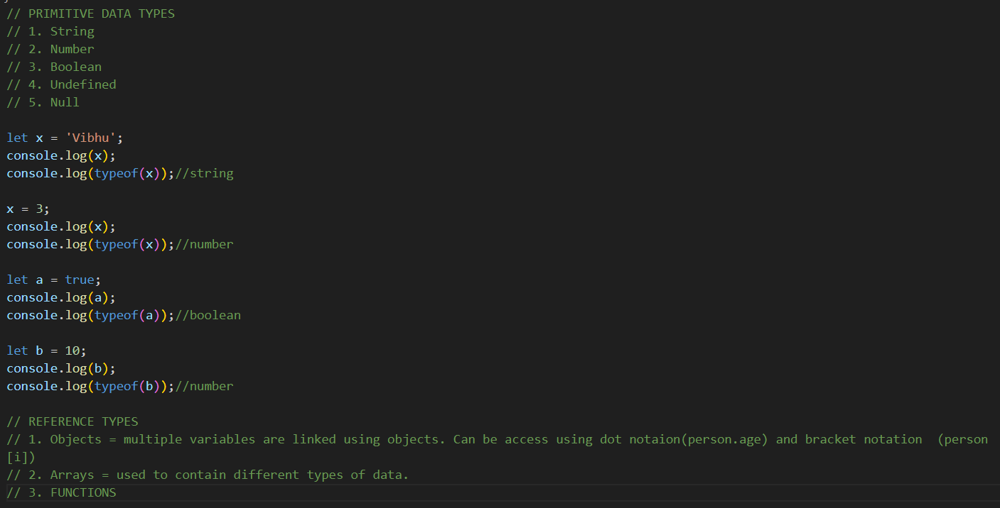 // PRIMITIVE DATA TYPES
// 1. String
// 2. Number
// 3. Boolean
// 4. Undefined
// 5. Null

let x = 'Vibhu';
console.log(x);
console.log(typeof(x));//string

x = 3;
console.log(x);
console.log(typeof(x));//number

let a = true;
console.log(a);
console.log(typeof(a));//boolean

let b = 10;
console.log(b);
console.log(typeof(b));//number

// REFERENCE TYPES
// 1. Objects = multiple variables are linked using objects. Can be access using dot notaion(person.age) and bracket notation  (person
[i])
// 2. Arrays = used to contain different types of data.
// 3. FUNCTIONS